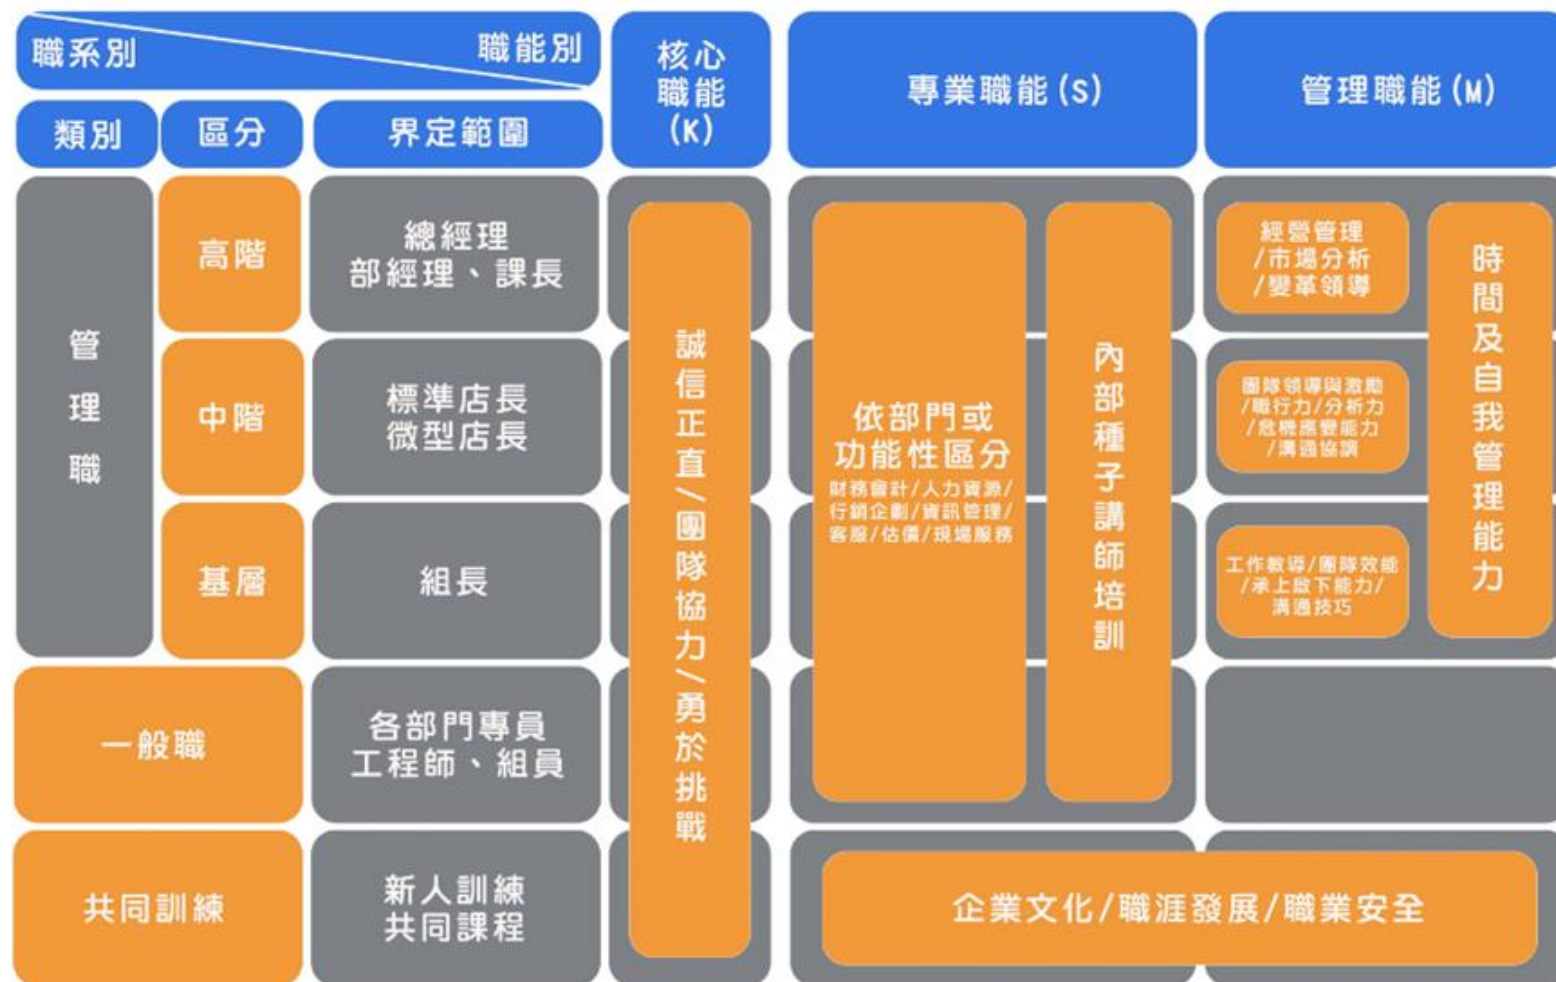 職系別
職能別
類別
區分
界定範圍
核心
職能
(K)
專業職能(S)
管理職能(M)
管理職
高階
總經理
部經理、課長
中階
標準店長
微型店長
基層
組長
一般職
各部門專員
工程師、組員
共同訓練
新人訓練
共同課程
誠信正直/團隊協力/勇於挑戰
依部門或
功能性區分
財務會計/人力資源/
行銷企劃/資訊管理/
客服/估價/現場服務
內部種子講師培訓
經營管理
/市場分析
/變革領導
團隊領導與激勵
/職行力/分析力
/危機應變能力
/溝通協調
工作教導/團隊效能
/承上啟下能力/
溝通技巧
時間及自我管理能力
企業文化/職涯發展/職業安全